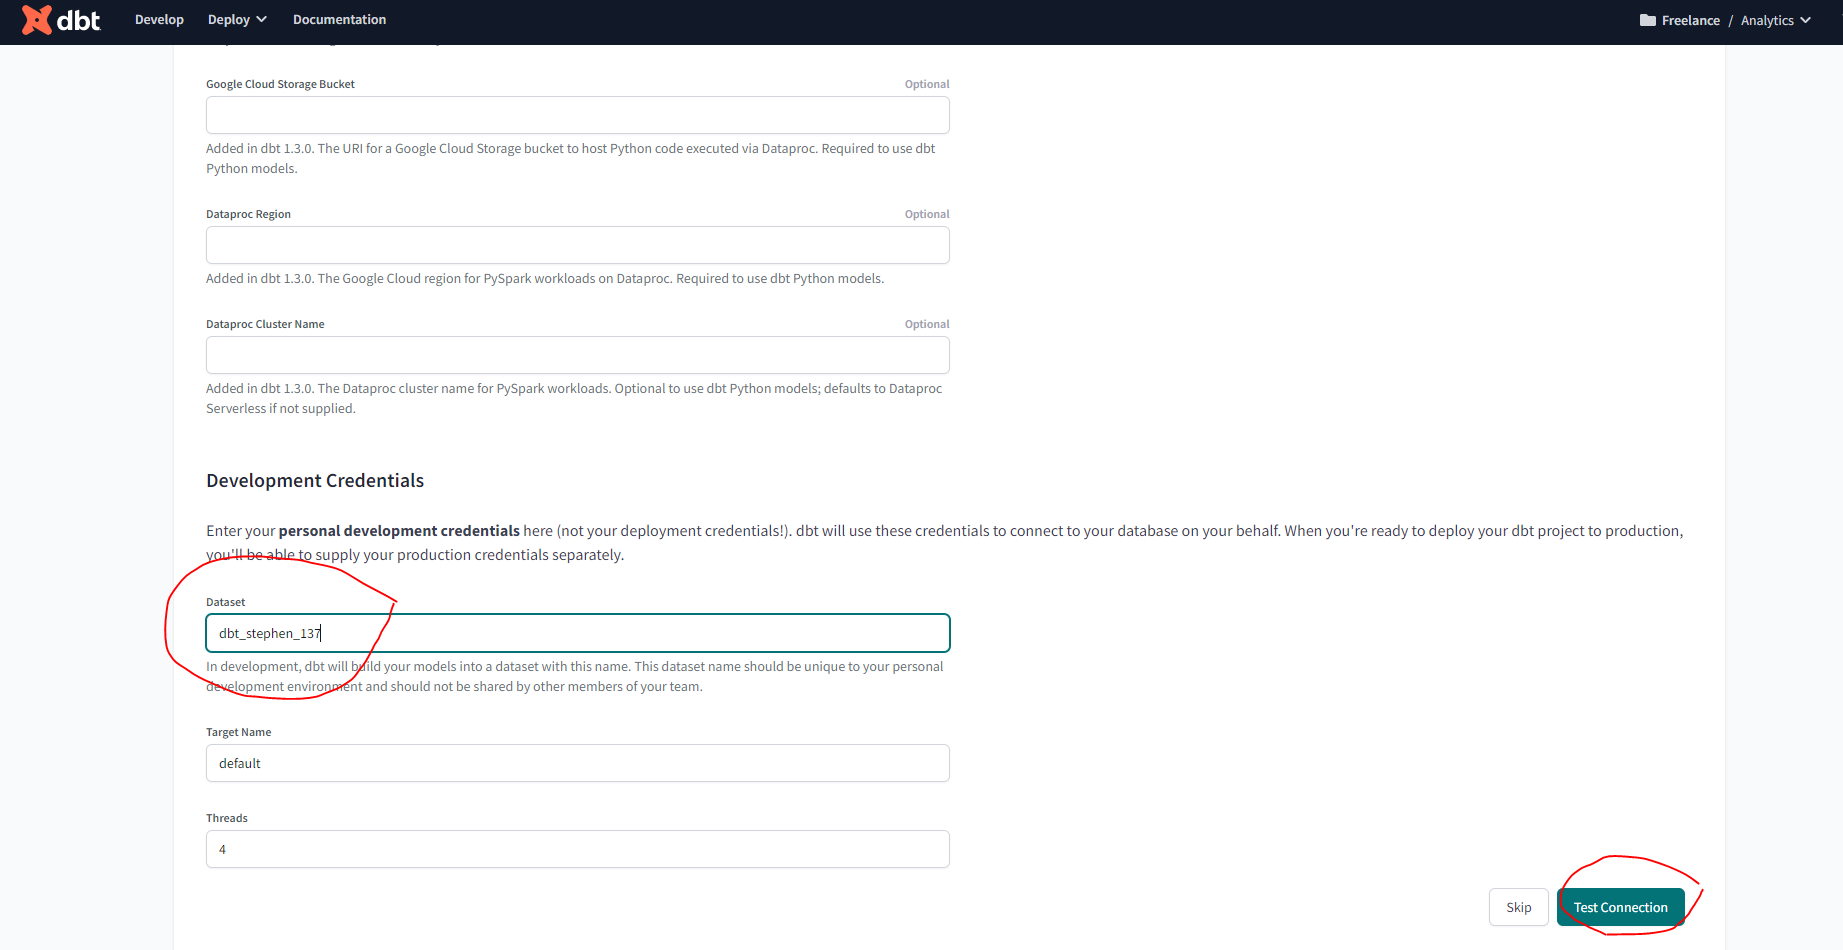 dbt Develop Deploy Documentation Freelance / Analytics
Google Cloud Storage Bucket Optional
Added in dbt 1.3.0. The URI for a Google Cloud Storage bucket to host Python code executed via Dataproc. Required to use dbt
Python models.
Dataproc Region Optional
Added in dbt 1.3.0. The Google Cloud region for PySpark workloads on Dataproc. Required to use dbt Python models.
Dataproc Cluster Name Optional
Added in dbt 1.3.0. The Dataproc cluster name for PySpark workloads. Optional to use dbt Python models; defaults to Dataproc
Serverless if not supplied.
Development Credentials
Enter your personal development credentials here (not your deployment credentials!). dbt will use these credentials to connect to your database on your behalf. When you're ready to deploy your dbt project to production,
you'll be able to supply your production credentials separately.
Dataset
dbt_stephen_137
In development, dbt will build your models into a dataset with this name. This dataset name should be unique to your personal
development environment and should not be shared by other members of your team.
Target Name
default
Threads
4
Skip Test Connection